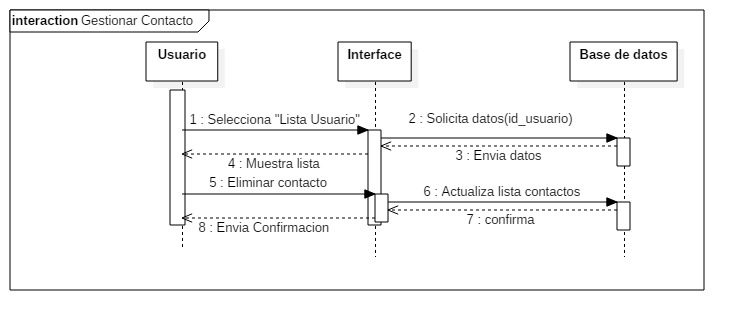 interaction Gestionar Contacto
Usuario
Interface
Base de datos
1 : Selecciona "Lista Usuario"
2 : Solicita datos(id_usuario)
3 : Envia datos
4 : Muestra lista
5 : Eliminar contacto
6 : Actualiza lista contactos
7 : confirma
8 : Envia Confirmacion